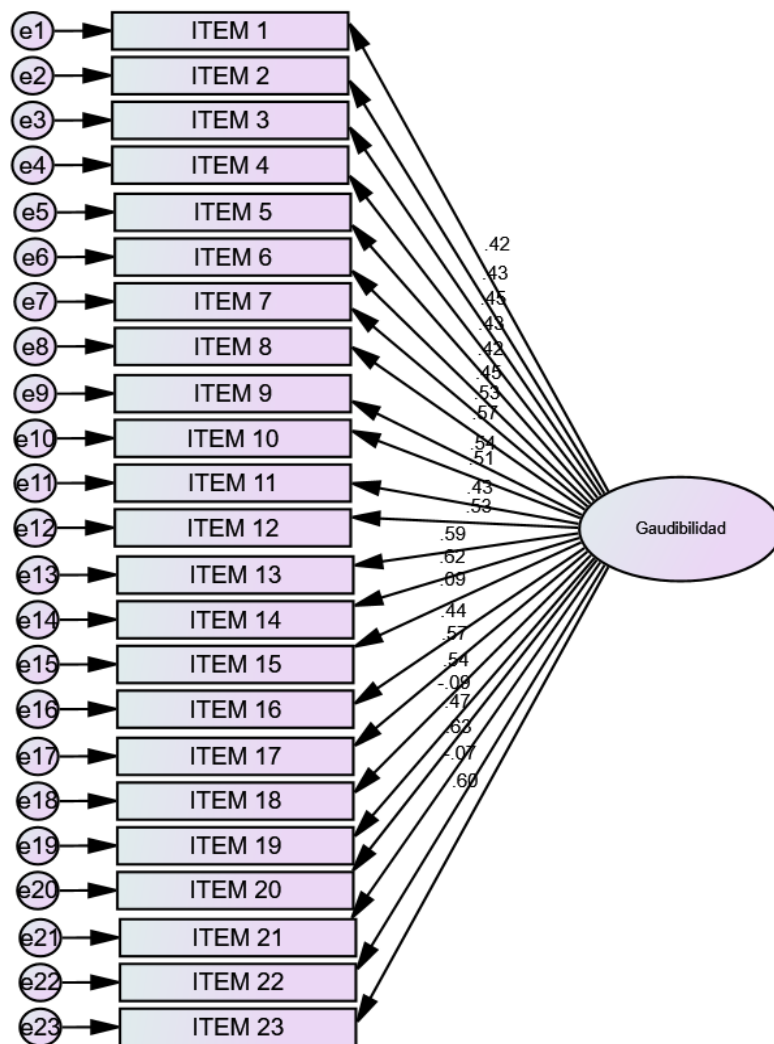 e1 ITEM 1
e2 ITEM 2
e3 ITEM 3
e4 ITEM 4
e5 ITEM 5
e6 ITEM 6
e7 ITEM 7
e8 ITEM 8
e9 ITEM 9
e10 ITEM 10
e11 ITEM 11
e12 ITEM 12
e13 ITEM 13
e14 ITEM 14
e15 ITEM 15
e16 ITEM 16
e17 ITEM 17
e18 ITEM 18
e19 ITEM 19
e20 ITEM 20
e21 ITEM 21
e22 ITEM 22
e23 ITEM 23
.42
.43
.45
.43
.42
.45
.53
.57
.54
.51
.43
.53
.59
.62
.09
.44
.57
.54
-.09
.47
.63
-.07
.60
Gaudibilidad